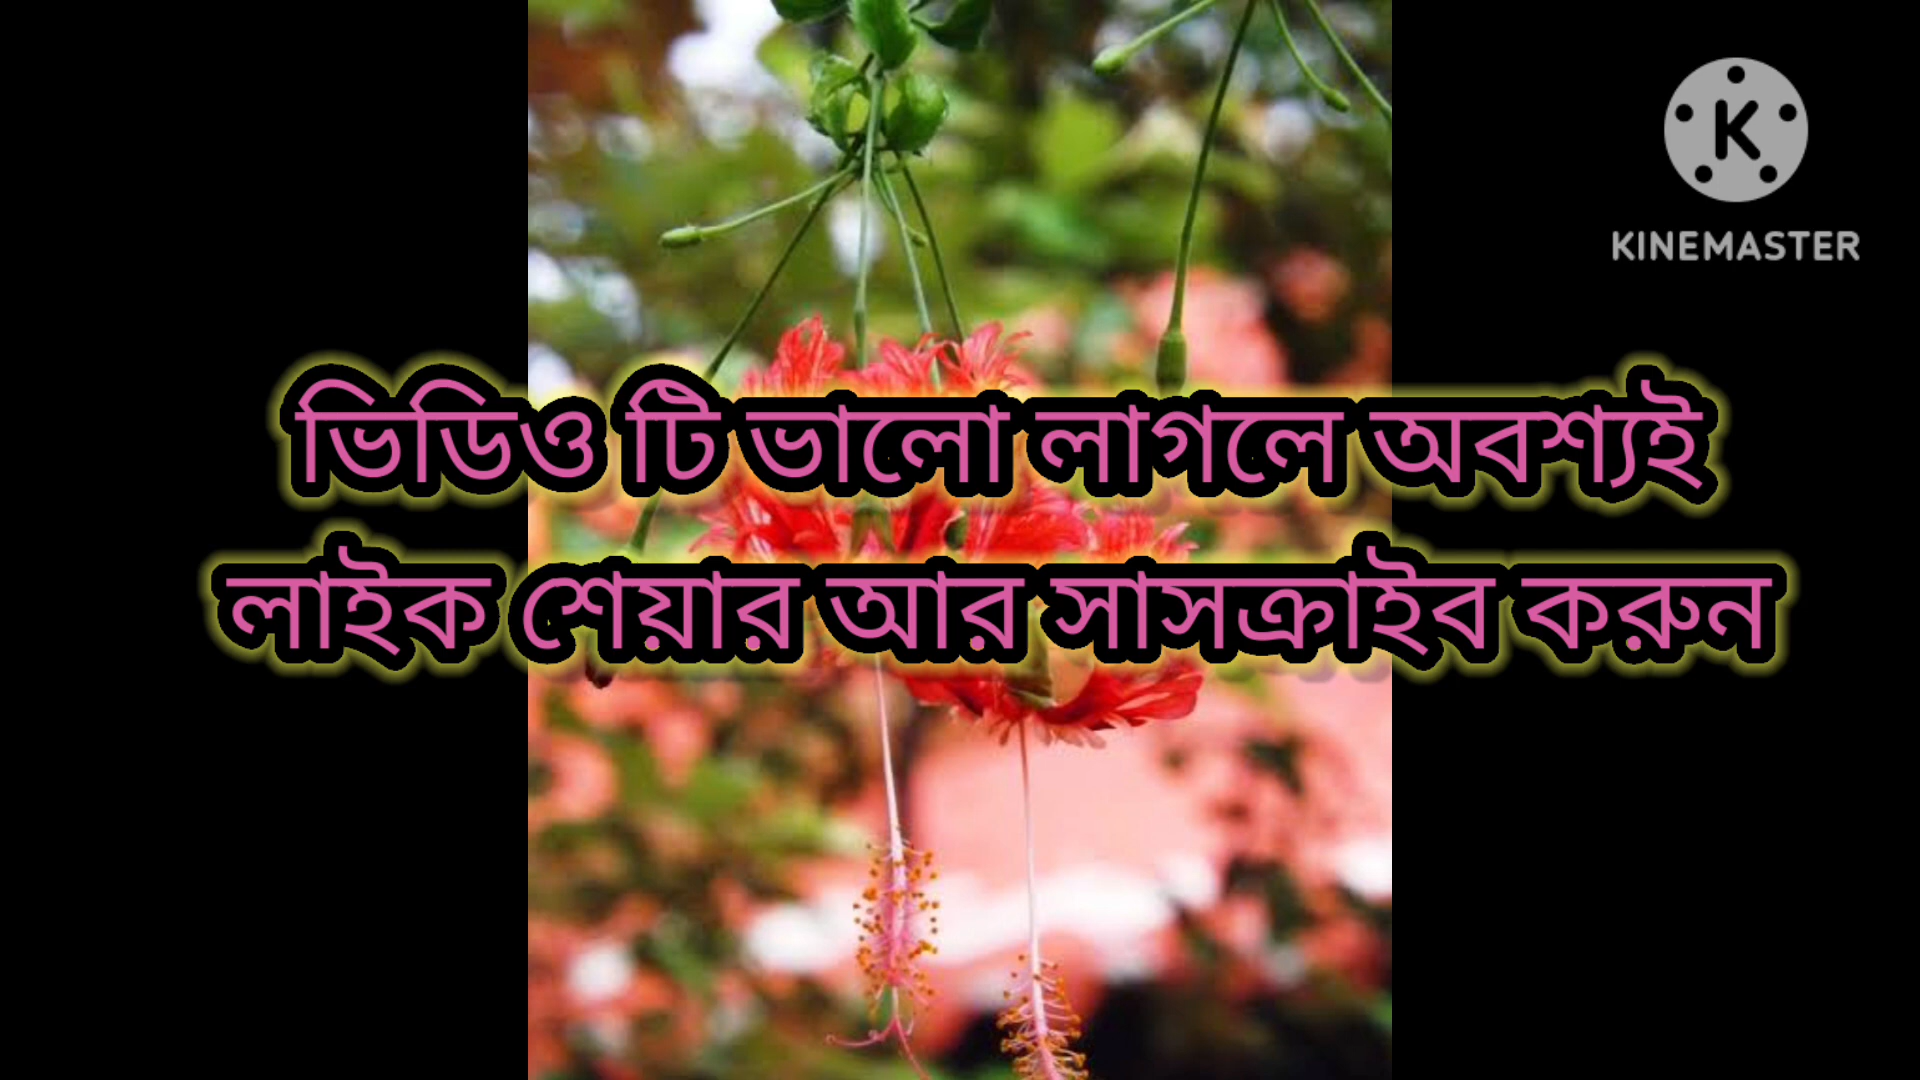 KINEMASTER
ভিডিও টি ভালো লাগলে অবশ্যই
লাইক শেয়ার আর সাসক্রাইব করুন